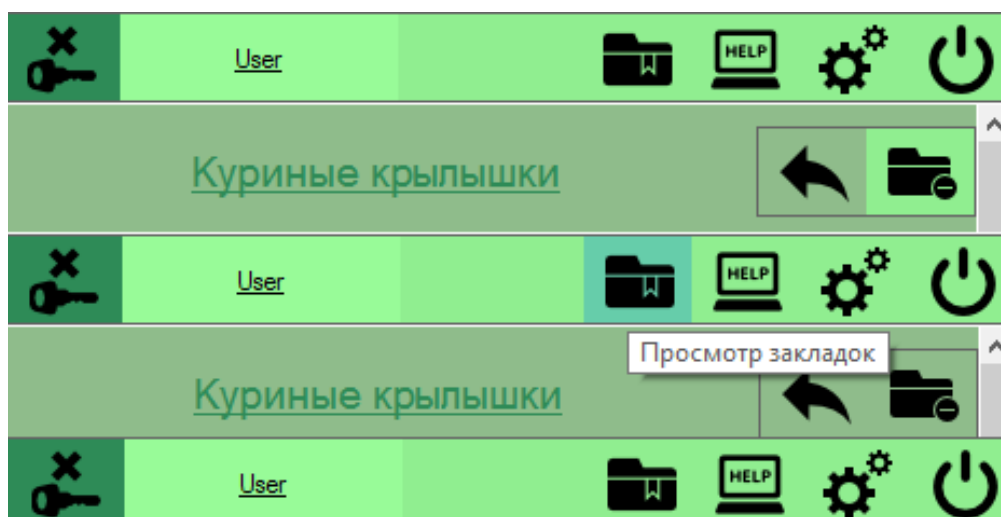 User HELP
Куриные крылышки
User HELP
Просмотр закладок
Куриные крылышки
User HELP